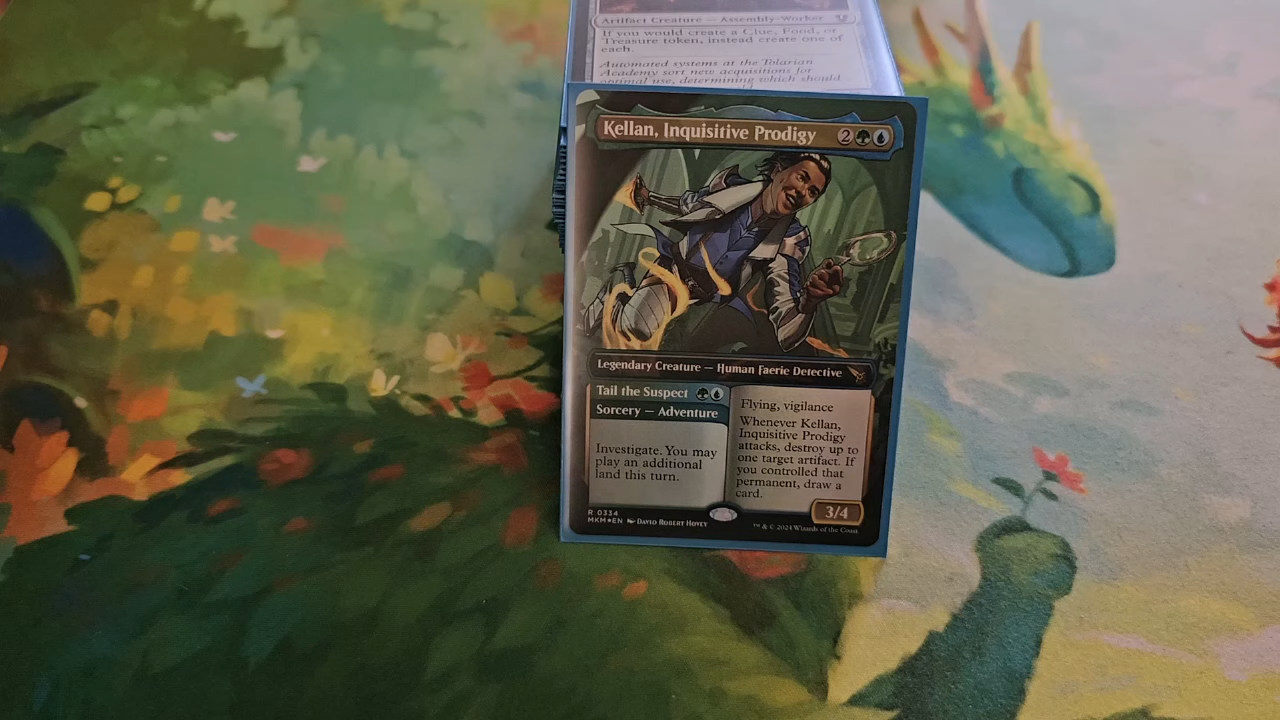 Artifact Creature — Assembly-Worker
If you would create a Clue, Food, or
Treasure token, instead create one of
each.
Automated systems at the Tolarian
Academy sort new acquisitions for
optimal use, determining which should
Kellan, Inquisitive Prodigy 2
Legendary Creature — Human Faerie Detective
Tail the Suspect
Sorcery — Adventure
Investigate. You may
play an additional
land this turn.
Flying, vigilance
Whenever Kellan,
Inquisitive Prodigy
attacks, destroy up to
one target artifact. If
you controlled that
permanent, draw a
card.
3/4
R 0334
MKM★EN DAVID ROBERT HOVEY
™ & © 2024 Wizards of the Coast